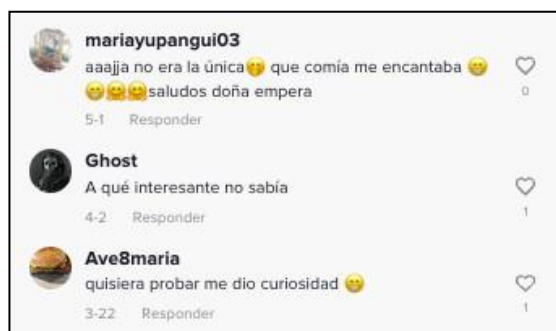 mariayupangui03
aaajja no era la única🤭 que comía me encantaba 😁
😁🤗🤗saludos doña empera
0
5-1 Responder
Ghost
A qué interesante no sabía
4-2 Responder
1
Ave8maria
quisiera probar me dio curiosidad 😁
3-22 Responder
1